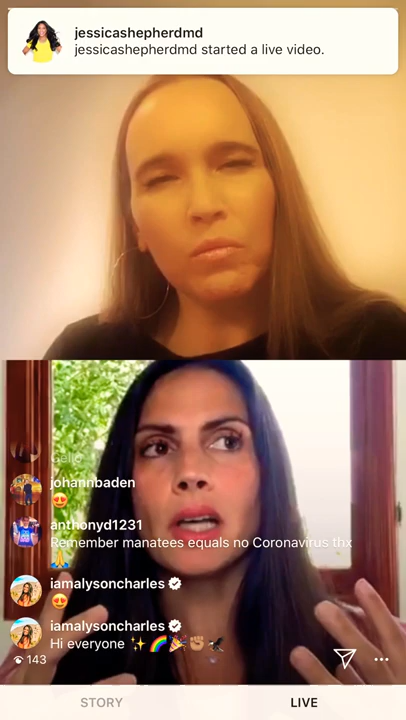 jessicashepherdmd
jessicashepherdmd started a live video.
johannbaden
😍
anthonyd1231
Remember manatees equals no Coronavirus thx
🙏
iamalysoncharles
😍
iamalysoncharles
Hi everyone ✨🌈🎉✊🏽🦅
143
STORY
LIVE